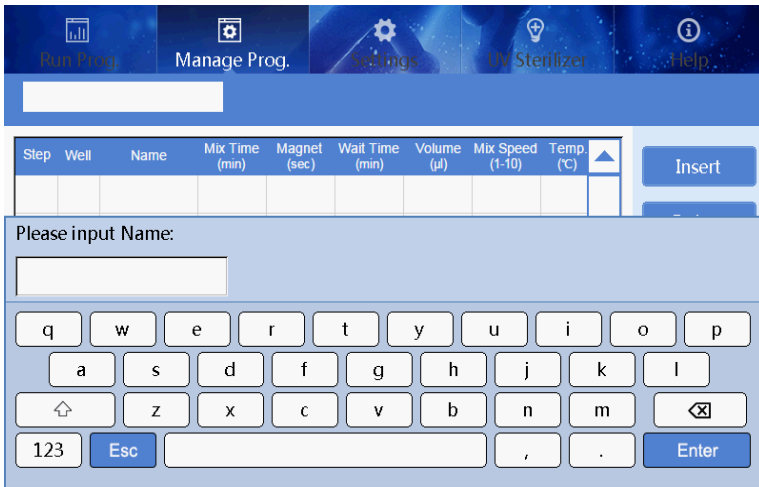 Run Prog.
Manage Prog.
Settings
UV Sterilizer
Help
Step Well Name Mix Time (min) Magnet (sec) Wait Time (min) Volume (µl) Mix Speed (1-10) Temp. (℃)
Insert
Please input Name:
q w e r t y u i o p
a s d f g h j k l
z x c v b n m
123 Esc , . Enter